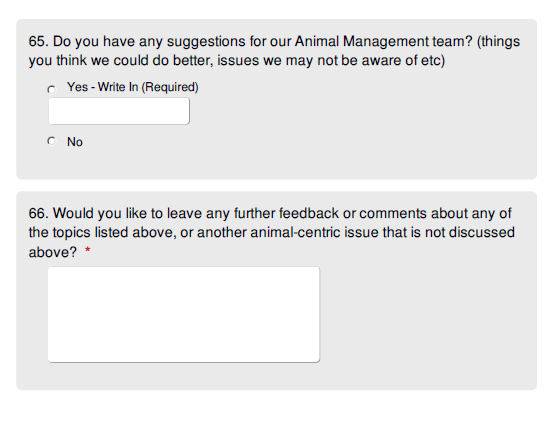 65. Do you have any suggestions for our Animal Management team? (things
you think we could do better, issues we may not be aware of etc)
Yes - Write In (Required)
No
66. Would you like to leave any further feedback or comments about any of
the topics listed above, or another animal-centric issue that is not discussed
above? *